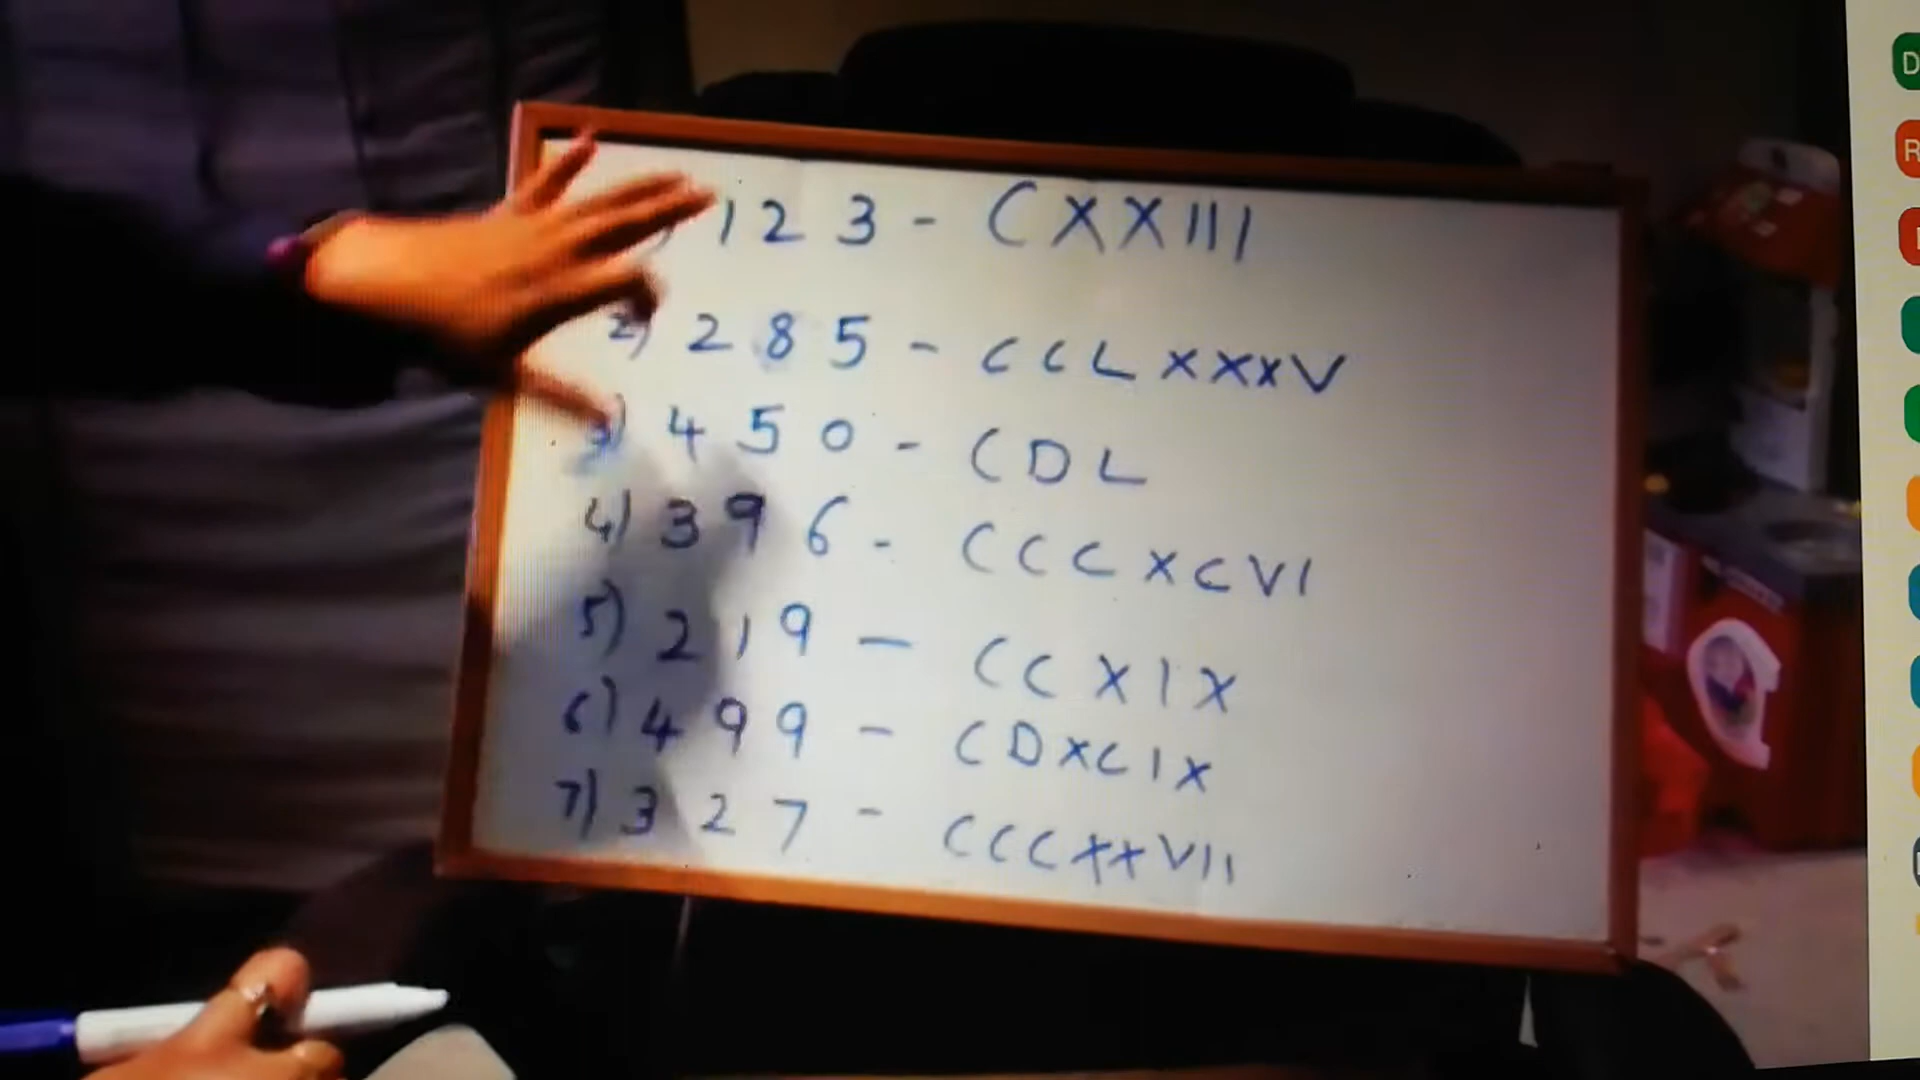 ) 123 - CXXIII
2) 285 - CCLXXXV
3) 450 - CDL
4) 396 - CCCXCVI
5) 219 - CCXIX
6) 499 - CDXCIX
7) 327 - CCCXXVII
D
R